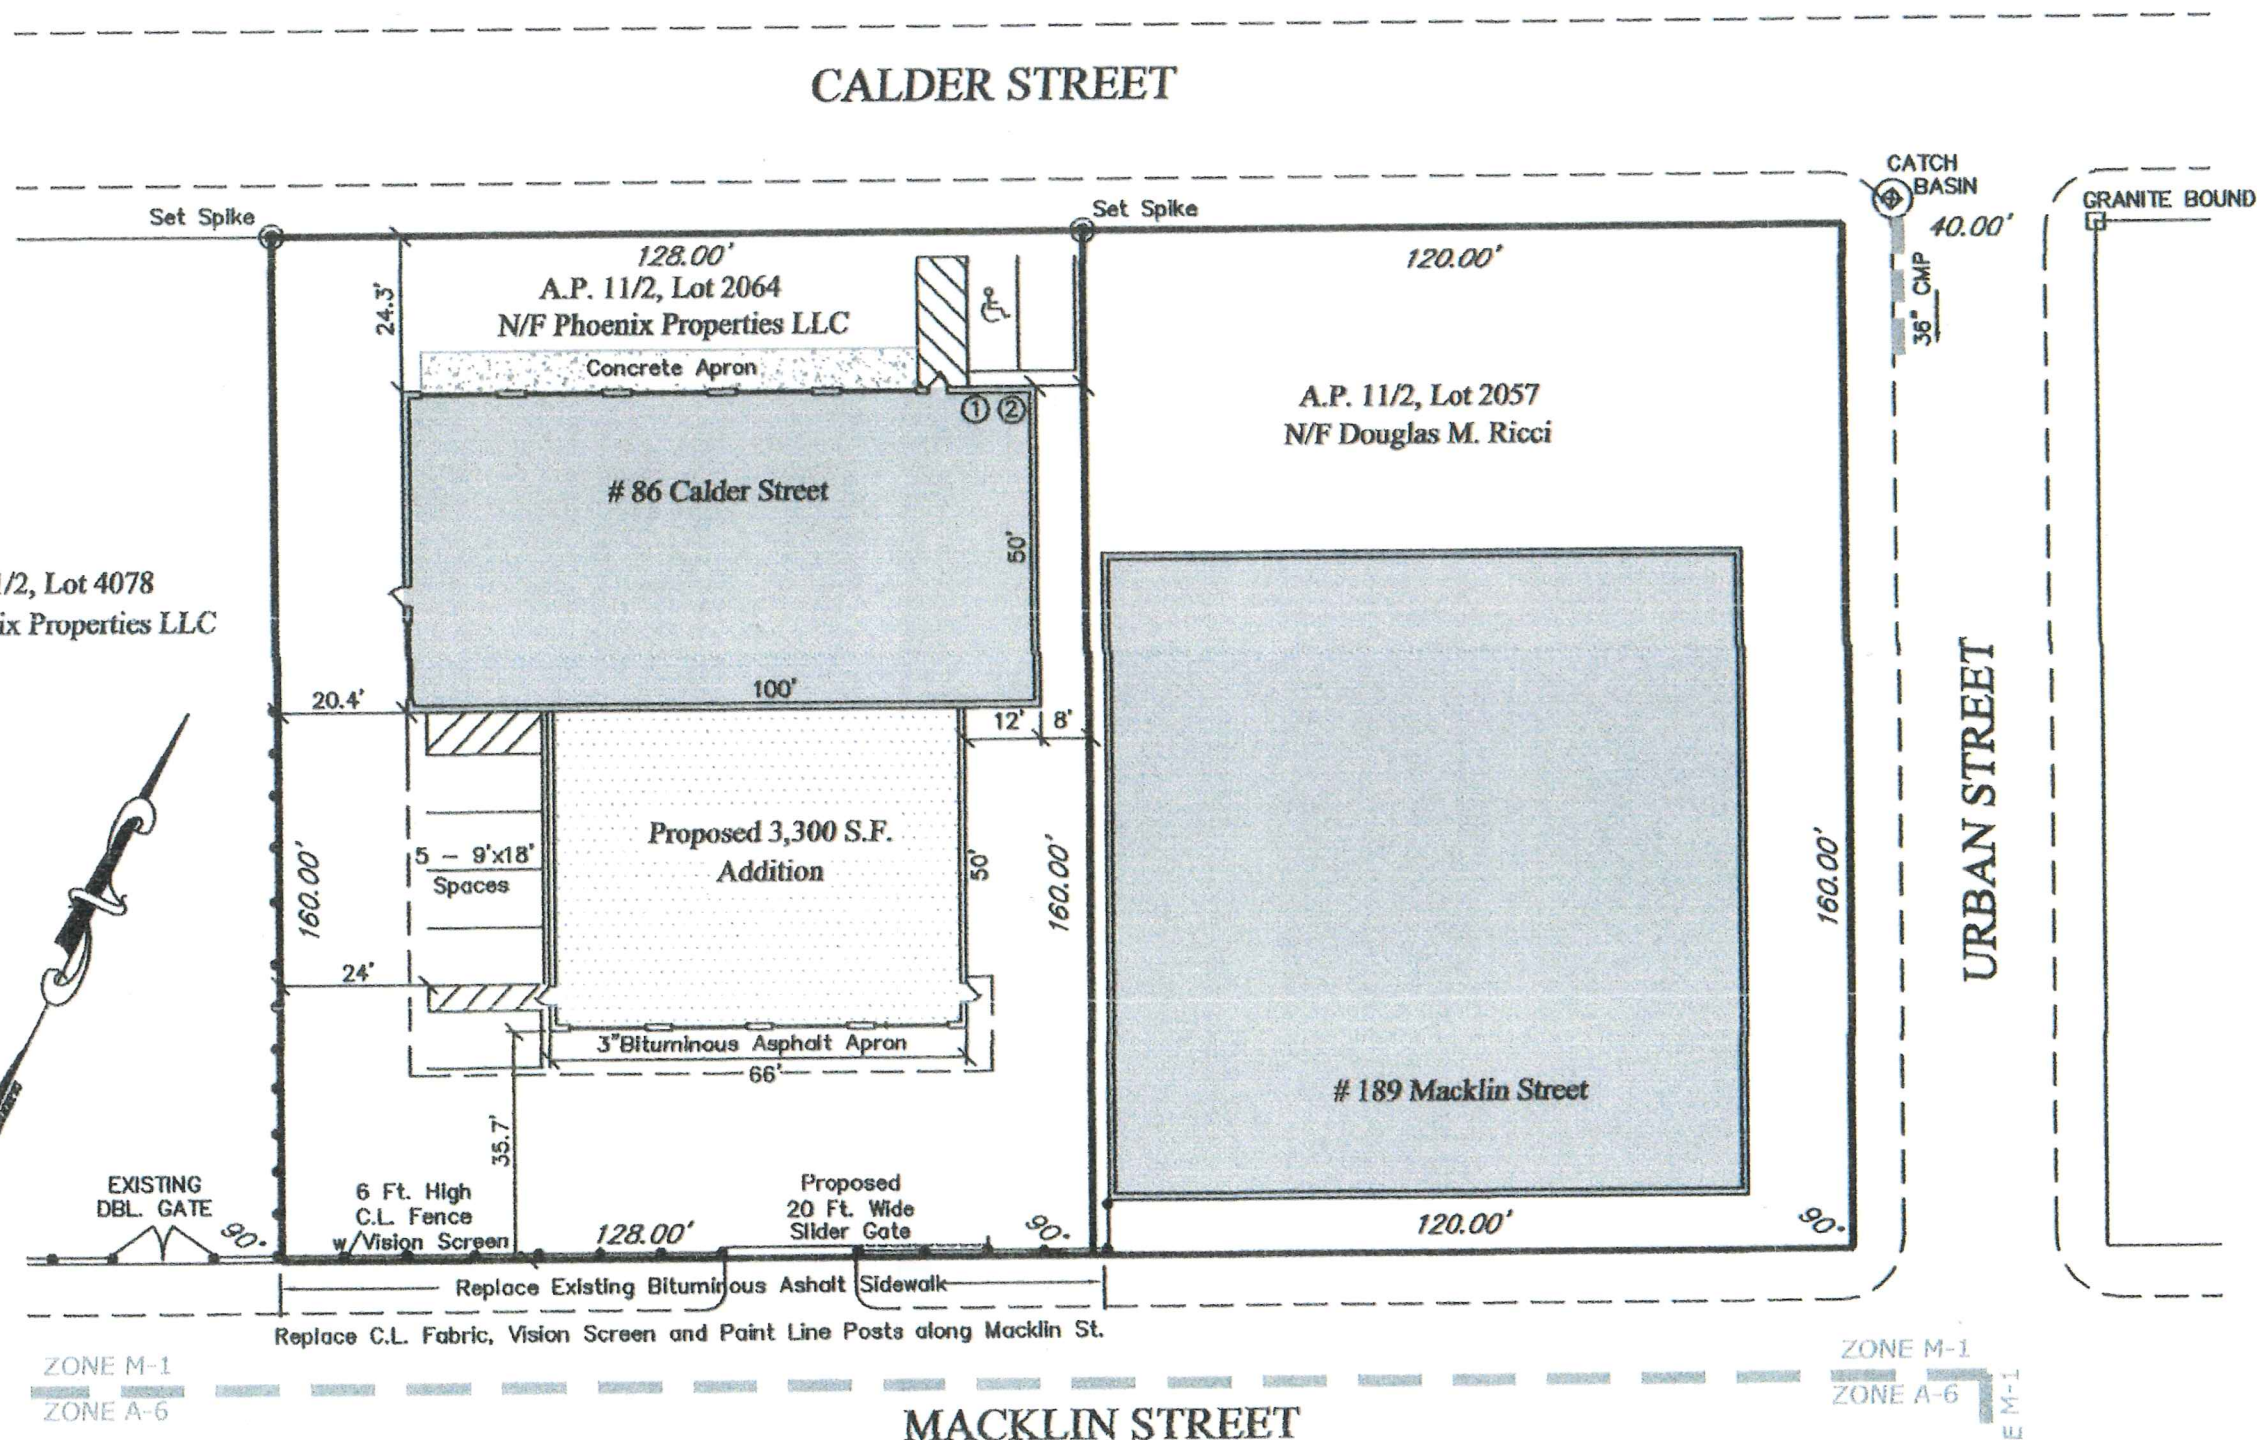 CALDER STREET
CATCH
BASIN
Set Spike
Set Spike
GRANITE BOUND
40.00'
128.00'
120.00'
A.P. 11/2, Lot 2064
N/F Phoenix Properties LLC
24.3'
36" CMP
Concrete Apron
A.P. 11/2, Lot 2057
N/F Douglas M. Ricci
1 2
# 86 Calder Street
50'
1/2, Lot 4078
ix Properties LLC
100'
20.4'
12' 8'
URBAN STREET
Proposed 3,300 S.F.
Addition
5 - 9'x18'
Spaces
50'
160.00'
160.00'
160.00'
24'
3"Bituminous Asphalt Apron
66'
# 189 Macklin Street
35.7'
EXISTING
DBL. GATE
90°
6 Ft. High
C.L. Fence
w/Vision Screen
128.00'
Proposed
20 Ft. Wide
Slider Gate
90°
120.00'
90°
Replace Existing Bituminous Ashalt Sidewalk
Replace C.L. Fabric, Vision Screen and Paint Line Posts along Macklin St.
ZONE M-1
ZONE A-6
ZONE M-1
ZONE A-6
E M-1
MACKLIN STREET